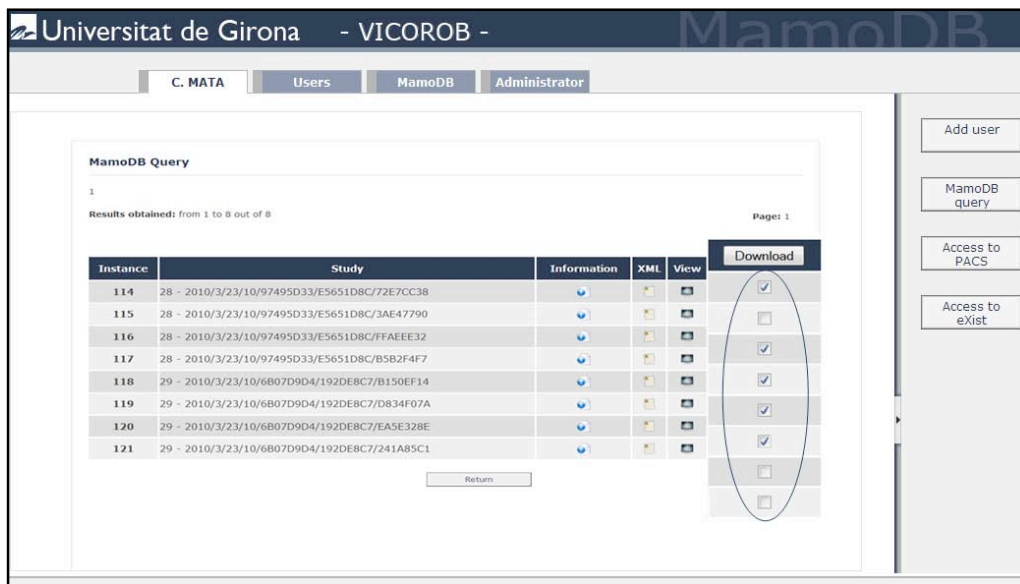 Universitat de Girona - VICOROB - MamoDB
C. MATA Users MamoDB Administrator
MamoDB Query
1
Results obtained: from 1 to 8 out of 8 Page: 1
Download
Instance Study Information XML View
114 28 - 2010/3/23/10/97495D33/E5651D8C/72E7CC38
115 28 - 2010/3/23/10/97495D33/E5651D8C/3AE47790
116 28 - 2010/3/23/10/97495D33/E5651D8C/FFAEEE32
117 28 - 2010/3/23/10/97495D33/E5651D8C/B5B2F4F7
118 29 - 2010/3/23/10/6B07D9D4/192DE8C7/B150EF14
119 29 - 2010/3/23/10/6B07D9D4/192DE8C7/D834F07A
120 29 - 2010/3/23/10/6B07D9D4/192DE8C7/EA5E328E
121 29 - 2010/3/23/10/6B07D9D4/192DE8C7/241A85C1
Return
Add user
MamoDB
query
Access to
PACS
Access to
eXist